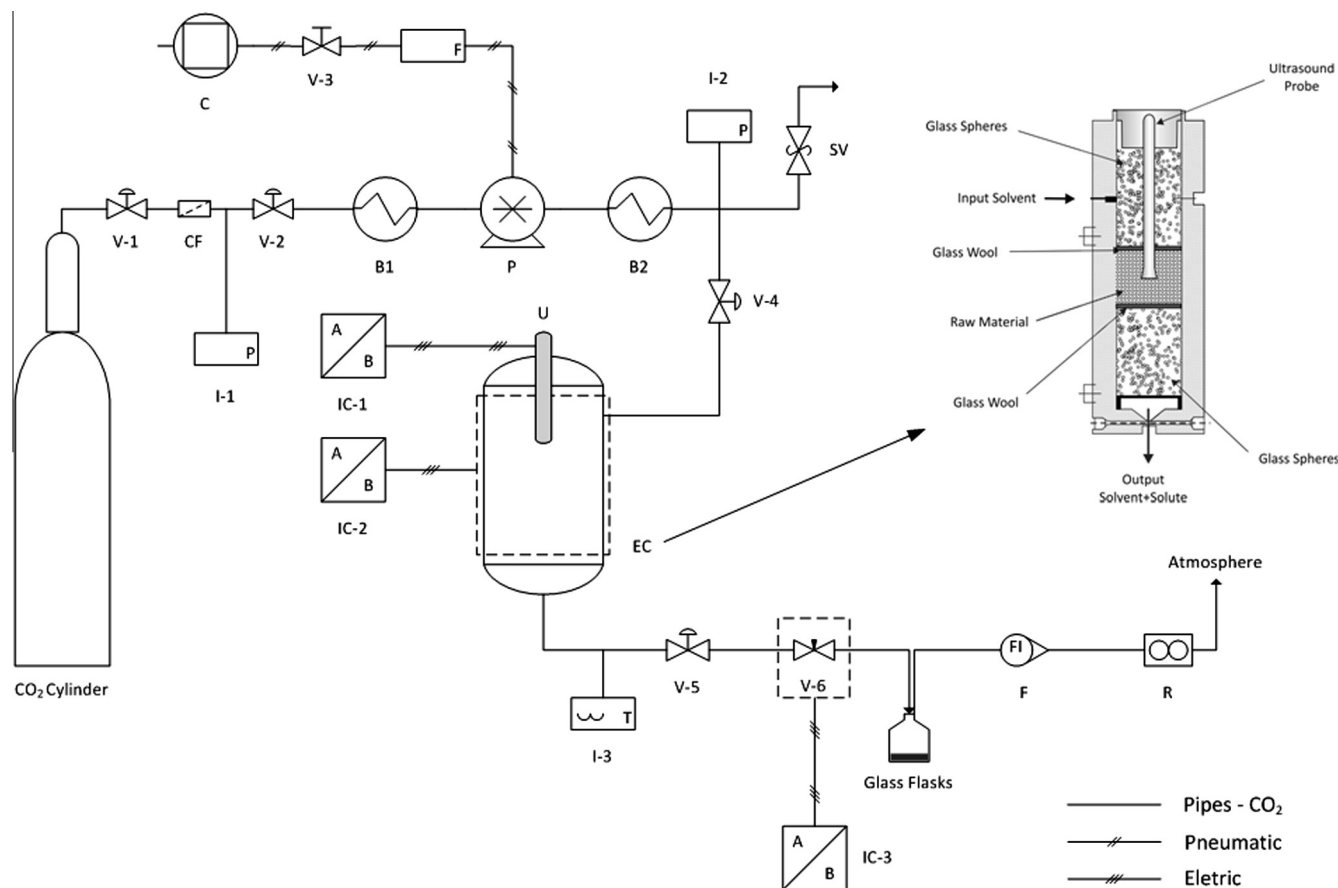 C
V-3
F
I-2
P
SV
Ultrasound
Probe
Glass Spheres
Input Solvent
Glass Wool
Raw Material
Glass Wool
Glass Spheres
Output
Solvent+Solute
V-1
CF
V-2
B1
P
B2
V-4
P
I-1
A
B
IC-1
U
A
B
IC-2
EC
CO₂ Cylinder
Atmosphere
V-5
V-6
FI
F
R
T
I-3
Glass Flasks
A
B
IC-3
Pipes - CO₂
Pneumatic
Eletric